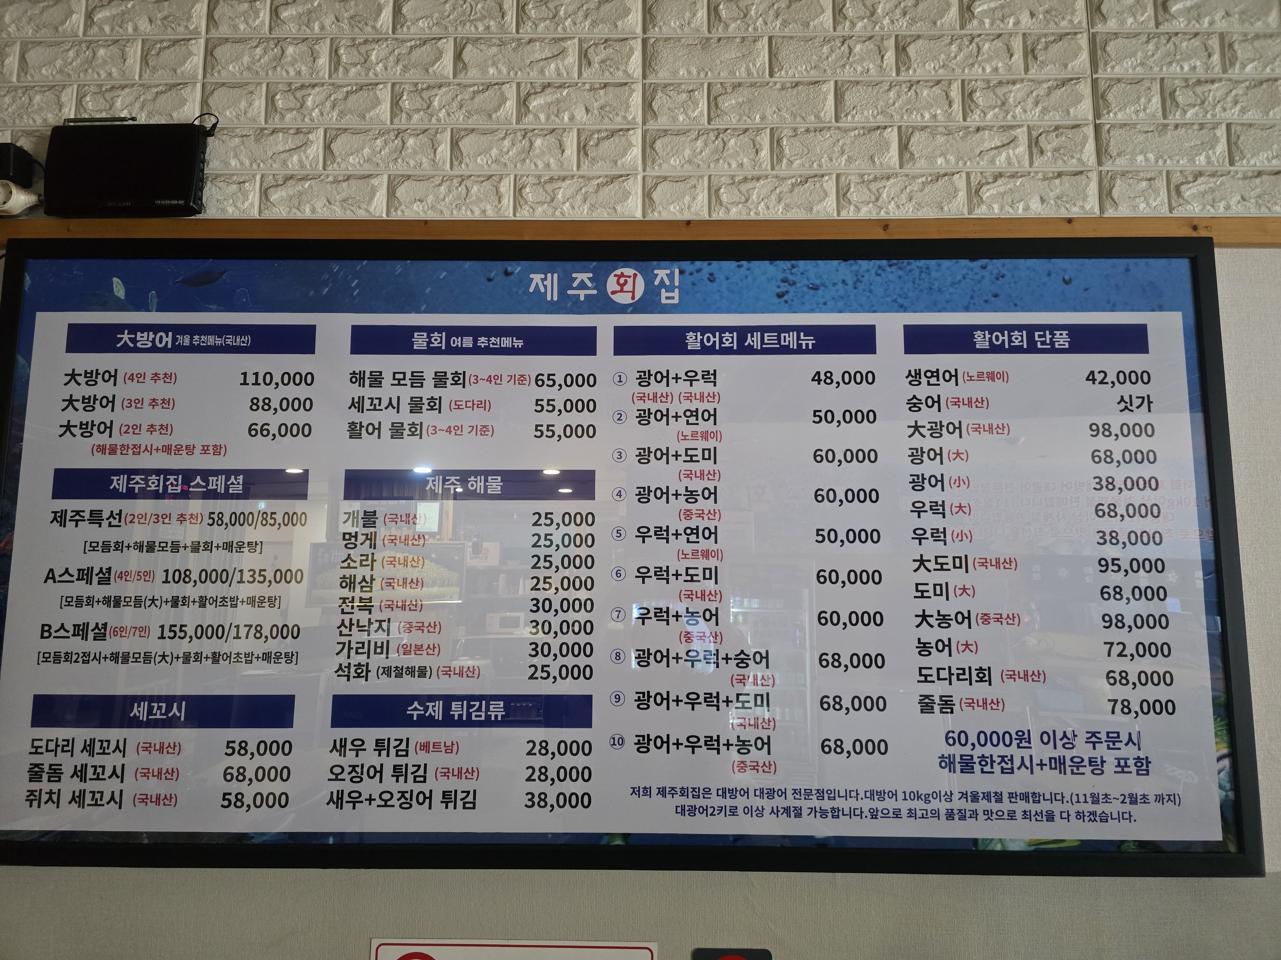 제주회집
大방어 겨울 추천메뉴(국내산)
大방어 (4인 추천) 110,000
大방어 (3인 추천) 88,000
大방어 (2인 추천) 66,000
(해물한접시+매운탕 포함)
제주회집 스페셜
제주특선(2인/3인 추천) 58,000/85,000
[모듬회+해물모듬+물회+매운탕]
A스페셜(4인/5인) 108,000/135,000
[모듬회+해물모듬(大)+물회+활어초밥+매운탕]
B스페셜(6인/7인) 155,000/178,000
[모듬회2접시+해물모듬(大)+물회+활어초밥+매운탕]
세꼬시
도다리 세꼬시 (국내산) 58,000
줄돔 세꼬시 (국내산) 68,000
쥐치 세꼬시 (국내산) 58,000
물회 여름 추천메뉴
해물 모듬 물회(3~4인 기준) 65,000
세꼬시 물회 (도다리) 55,000
활어 물회(3~4인 기준) 55,000
제주 해물
개불 (국내산) 25,000
멍게 (국내산) 25,000
소라 (국내산) 25,000
해삼 (국내산) 25,000
전복 (국내산) 30,000
산낙지 (중국산) 30,000
가리비 (일본산) 30,000
석화 (제철해물) (국내산) 25,000
수제 튀김류
새우 튀김 (베트남) 28,000
오징어 튀김 (국내산) 28,000
새우+오징어 튀김 38,000
활어회 세트메뉴
① 광어+우럭 48,000
(국내산) (국내산)
② 광어+연어 50,000
(노르웨이)
③ 광어+도미 60,000
(국내산)
④ 광어+농어 60,000
(중국산)
⑤ 우럭+연어 50,000
(노르웨이)
⑥ 우럭+도미 60,000
(국내산)
⑦ 우럭+농어 60,000
(중국산)
⑧ 광어+우럭+숭어 68,000
(국내산)
⑨ 광어+우럭+도미 68,000
(국내산)
⑩ 광어+우럭+농어 68,000
(중국산)
활어회 단품
생연어 (노르웨이) 42,000
숭어 (국내산) 싯가
大광어 (국내산) 98,000
광어 (大) 68,000
광어 (小) 38,000
우럭 (大) 68,000
우럭 (小) 38,000
大도미 (국내산) 95,000
도미 (大) 68,000
大농어 (중국산) 98,000
농어 (大) 72,000
도다리회 (국내산) 68,000
줄돔 (국내산) 78,000
60,000원 이상 주문시
해물한접시+매운탕 포함
저희 제주회집은 대방어 대광어 전문점입니다.대방어 10kg이상 겨울제철 판매합니다.(11월초~2월초 까지)
대광어2키로 이상 사계절 가능합니다.앞으로 최고의 품질과 맛으로 최선을 다 하겠습니다.